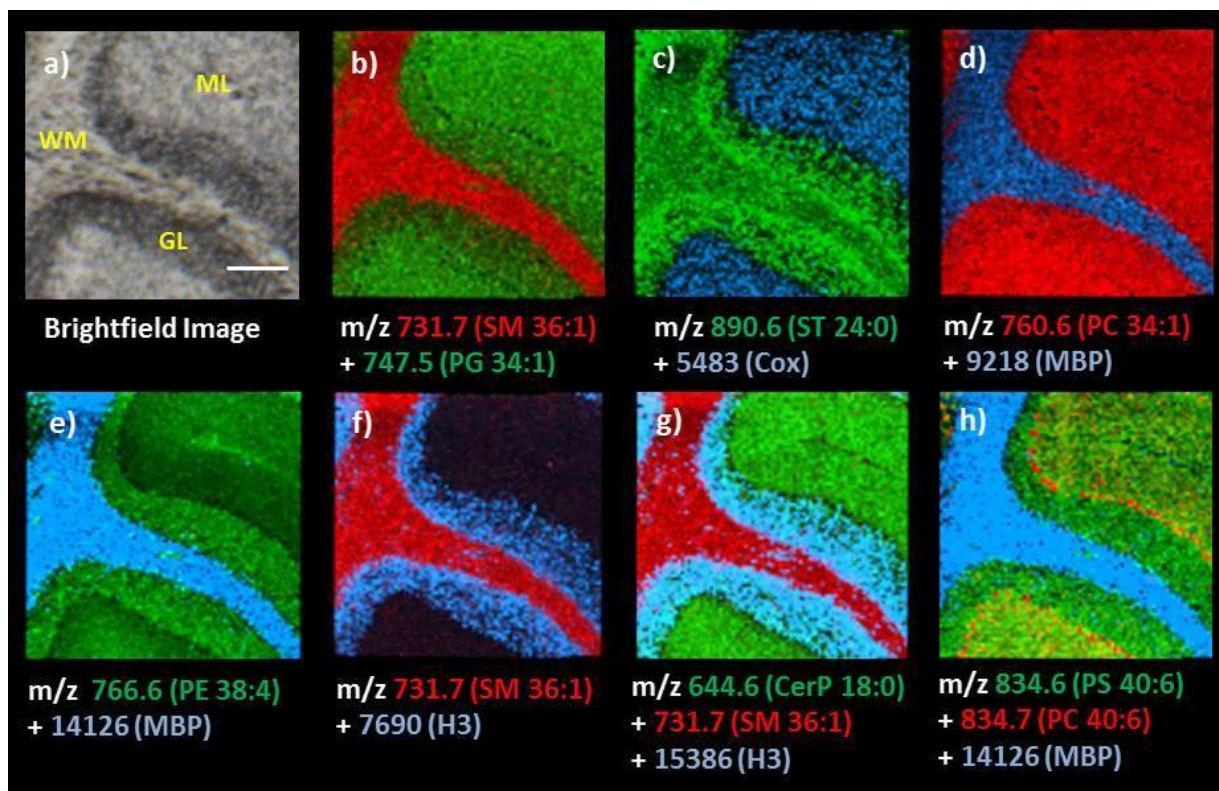 a)
ML
WM
GL
b)
c)
d)
Brightfield Image
m/z 731.7 (SM 36:1)
+ 747.5 (PG 34:1)
m/z 890.6 (ST 24:0)
+ 5483 (Cox)
m/z 760.6 (PC 34:1)
+ 9218 (MBP)
e)
f)
g)
h)
m/z 766.6 (PE 38:4)
+ 14126 (MBP)
m/z 731.7 (SM 36:1)
+ 7690 (H3)
m/z 644.6 (CerP 18:0)
+ 731.7 (SM 36:1)
+ 15386 (H3)
m/z 834.6 (PS 40:6)
+ 834.7 (PC 40:6)
+ 14126 (MBP)